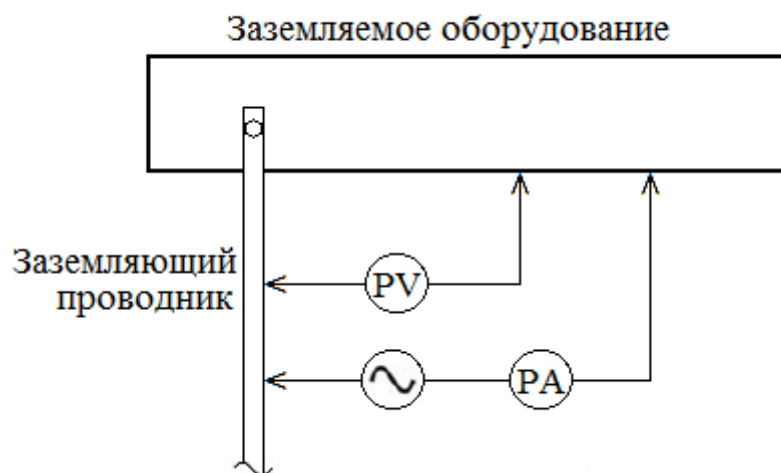 Заземляемое оборудование
Заземляющий
проводник
PV
PA